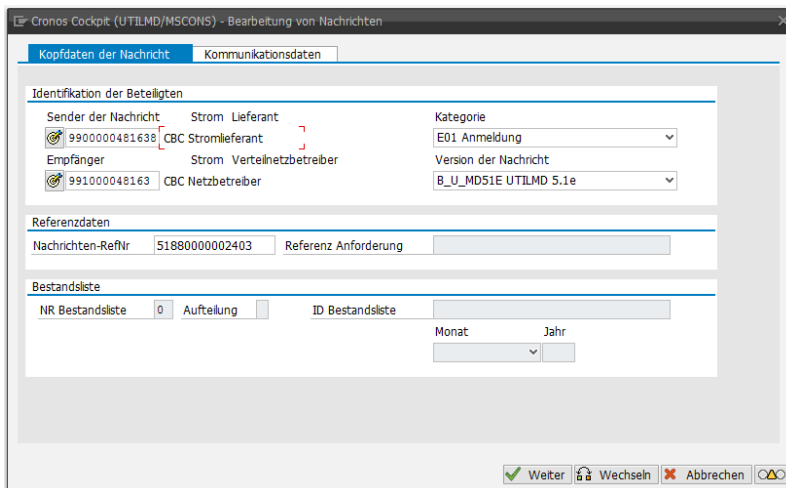 Cronos Cockpit (UTILMD/MSCONS) - Bearbeitung von Nachrichten
Kopfdaten der Nachricht Kommunikationsdaten
Identifikation der Beteiligten
Sender der Nachricht Strom Lieferant Kategorie
9900000481638 CBC Stromlieferant E01 Anmeldung
Empfänger Strom Verteilnetzbetreiber Version der Nachricht
991000048163 CBC Netzbetreiber B_U_MD51E UTILMD 5.1e
Referenzdaten
Nachrichten-RefNr 51880000002403 Referenz Anforderung
Bestandsliste
NR Bestandsliste 0 Aufteilung ID Bestandsliste
Monat Jahr
Weiter Wechseln Abbrechen